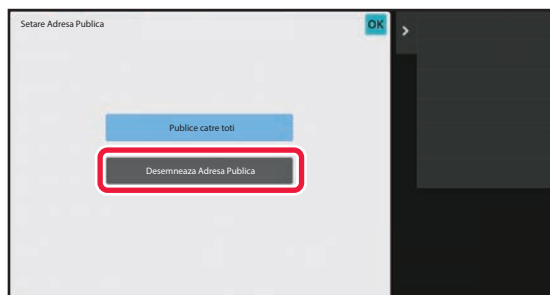 Setare Adresa Publica
OK
Publice catre toti
Desemneaza Adresa Publica